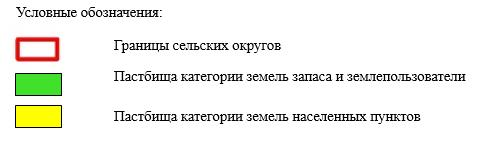 Условные обозначения:
Границы сельских округов
Пастбища категории земель запаса и землепользователи
Пастбища категории земель населенных пунктов